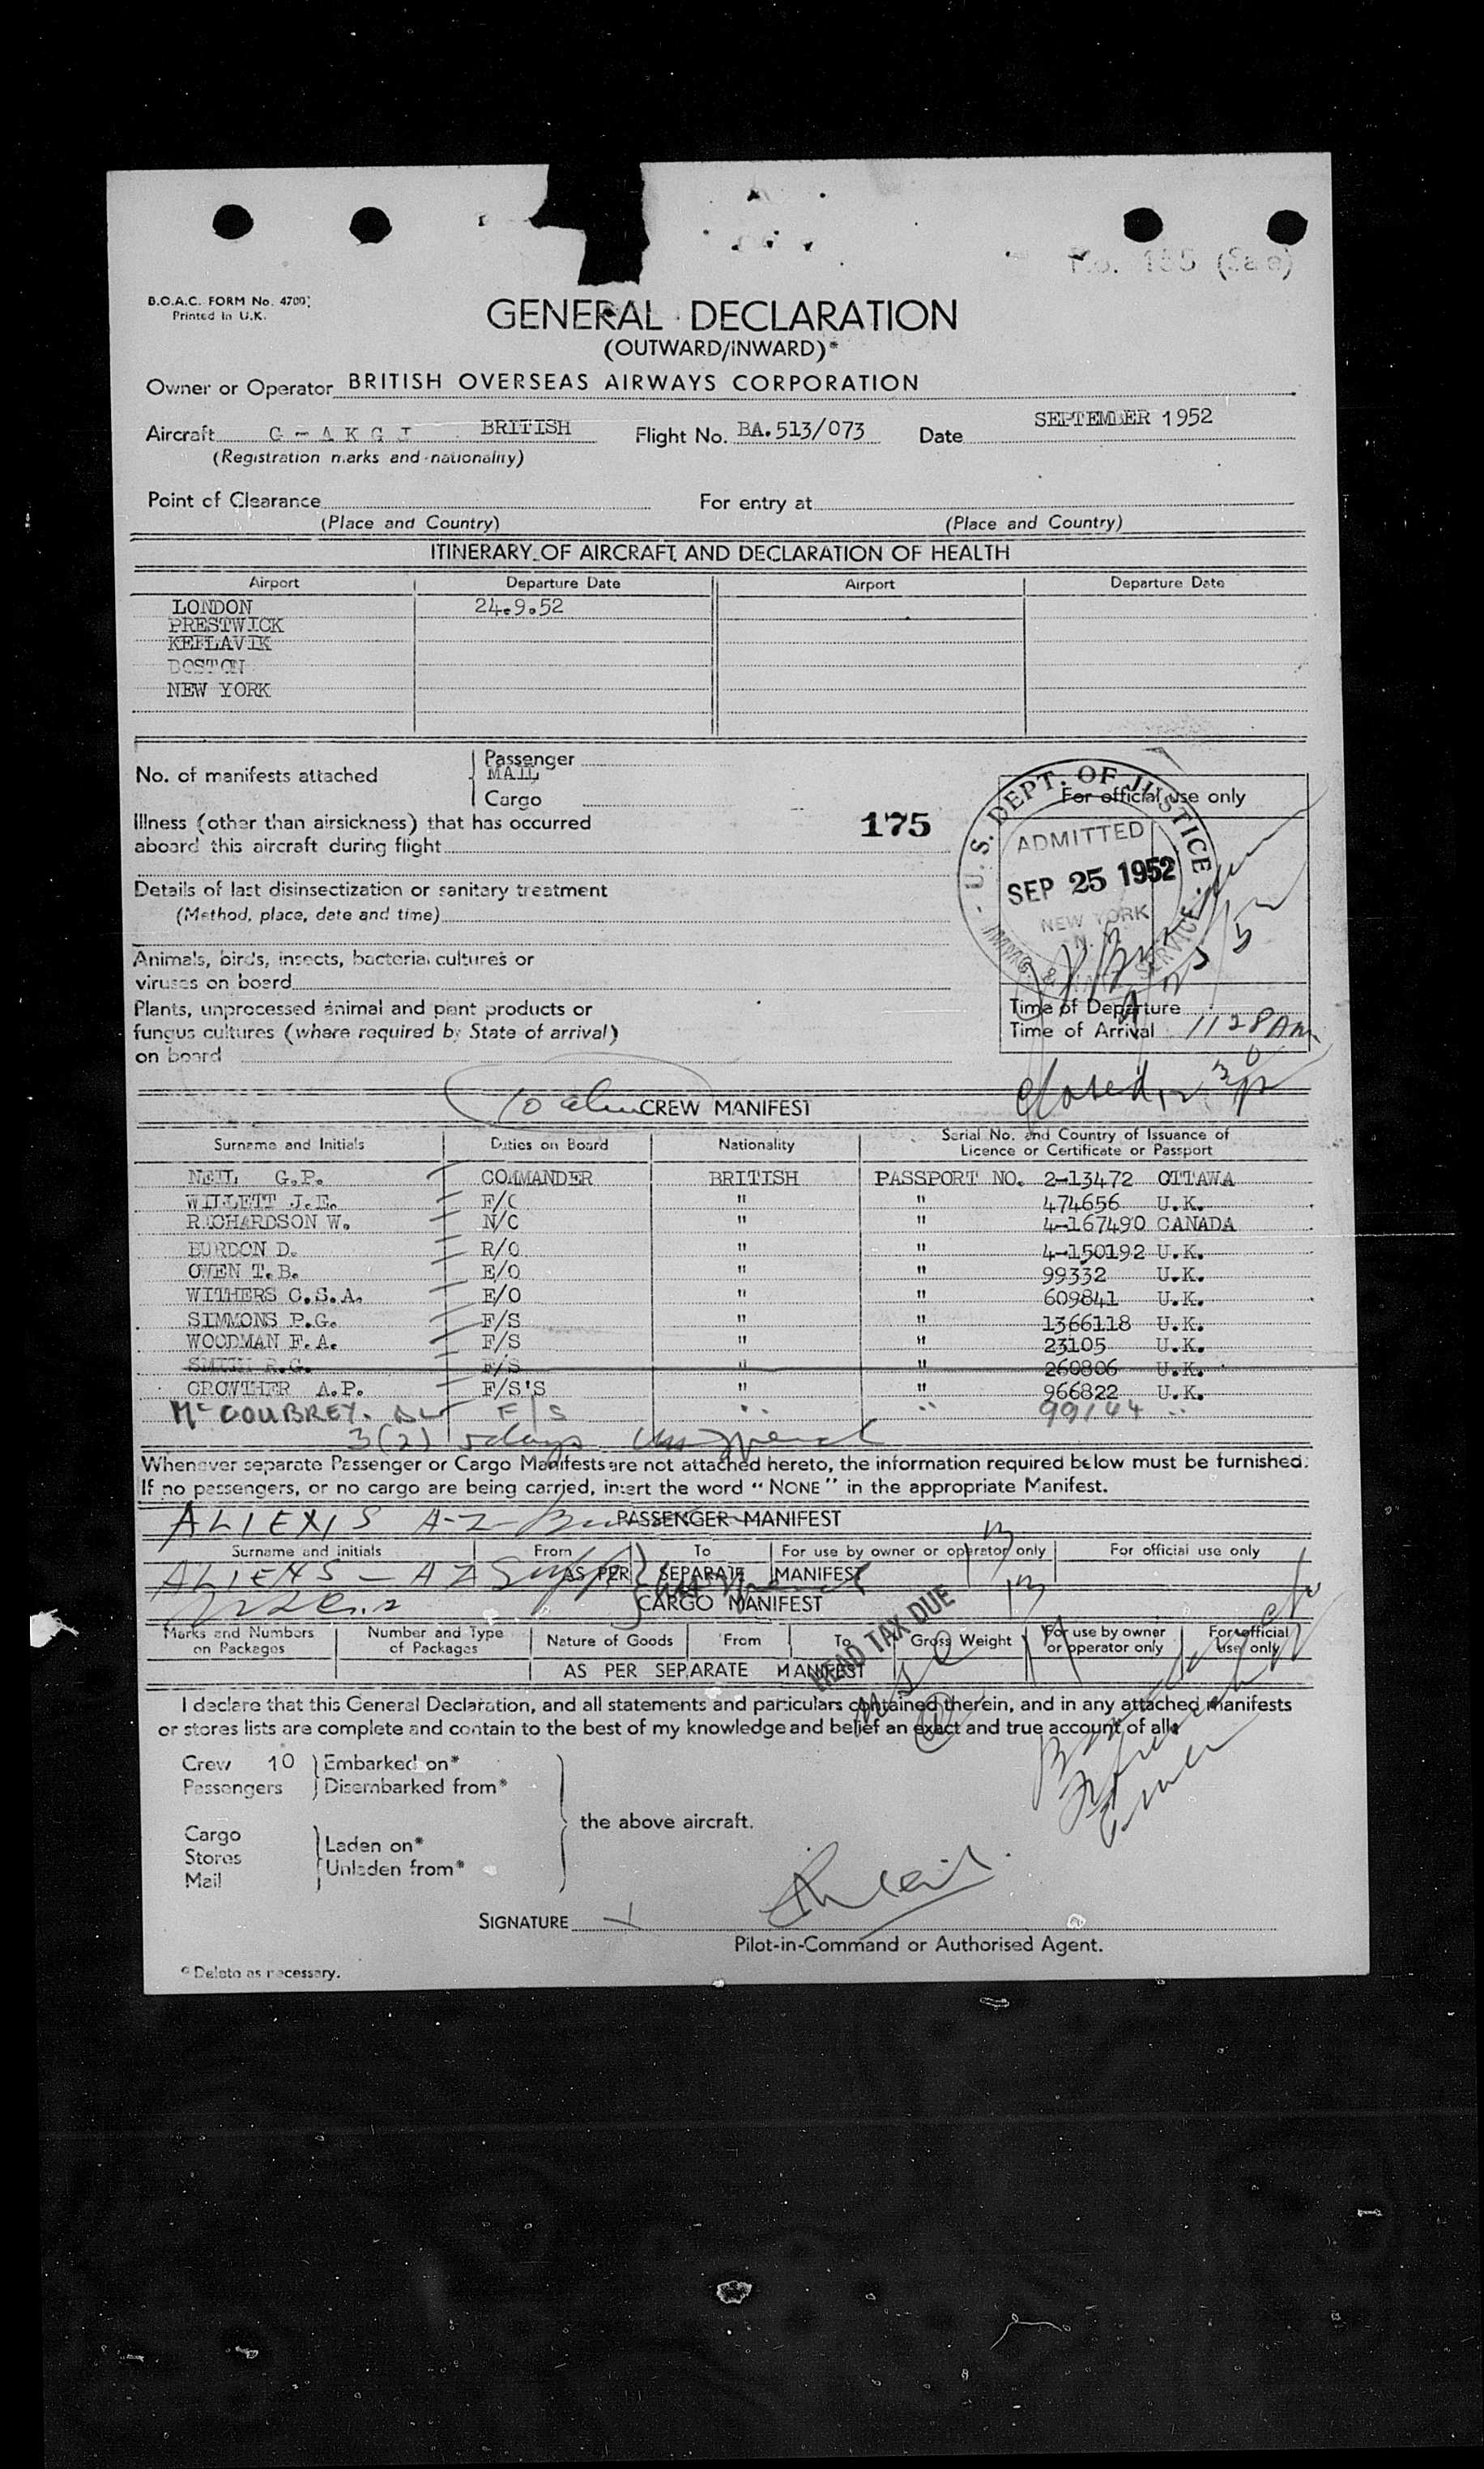 No. 155 (Sae)
B.O.A.C. FORM No. 4700
Printed in U.K.
GENERAL DECLARATION
(OUTWARD/INWARD)*
Owner or Operator BRITISH OVERSEAS AIRWAYS CORPORATION
Aircraft G - A K G J BRITISH Flight No. BA.513/073 Date SEPTEMBER 1952
(Registration marks and nationality)
Point of Clearance For entry at
(Place and Country) (Place and Country)
ITINERARY OF AIRCRAFT AND DECLARATION OF HEALTH
Airport Departure Date Airport Departure Date
LONDON 24.9.52
PRESTWICK
KEFLAVIK
BOSTON
NEW YORK
No. of manifests attached
Passenger
MAIL
Cargo
Illness (other than airsickness) that has occurred
aboard this aircraft during flight
175
Details of last disinsectization or sanitary treatment
(Method, place, date and time)
Animals, birds, insects, bacterial cultures or
viruses on board
Plants, unprocessed animal and plant products or
fungus cultures (where required by State of arrival)
on board
For official use only
U.S. DEPT. OF JUSTICE
ADMITTED
SEP 25 1952
NEW YORK
N.Y.
IMMIG. & SERVICE
Time of Departure
Time of Arrival 1128 AM
Closed
10 CREW MANIFEST
Surname and Initials Duties on Board Nationality Serial No. and Country of Issuance of
Licence or Certificate or Passport
NEIL G.P. COMMANDER BRITISH PASSPORT NO. 2-13472 OTTAWA
WILLETT J.E. F/O " " 474656 U.K.
RICHARDSON W. N/O " " 4-167490 CANADA
BURDON D. R/O " " 4-150192 U.K.
OWEN T.B. E/O " " 99332 U.K.
WITHERS C.S.A. E/O " " 609841 U.K.
SIMMONS P.G. F/S " " 1366118 U.K.
WOODMAN F.A. F/S " " 23105 U.K.
SMITH R.G. F/S " " 260806 U.K.
CROWTHER A.P. F/S'S " " 966822 U.K.
McCOUBREY. F/S " " 99144 "
3(2) 5 days
Whenever separate Passenger or Cargo Manifests are not attached hereto, the information required below must be furnished.
If no passengers, or no cargo are being carried, insert the word "NONE" in the appropriate Manifest.
ALIEXIS A-Z PASSENGER MANIFEST
Surname and initials From To For use by owner or operator only For official use only
ALIENS - A Z AS PER SEPARATE MANIFEST
CARGO MANIFEST
Marks and Numbers on Packages Number and Type of Packages Nature of Goods From To Gross Weight For use by owner or operator only For official use only
HEAD TAX DUE
AS PER SEPARATE MANIFEST
I declare that this General Declaration, and all statements and particulars contained therein, and in any attached manifests
or stores lists are complete and contain to the best of my knowledge and belief an exact and true account of all
Crew 10 Embarked on*
Passengers Disembarked from*
the above aircraft.
Cargo
Stores
Mail
Laden on*
Unladen from*
SIGNATURE
Pilot-in-Command or Authorised Agent.
* Delete as necessary.